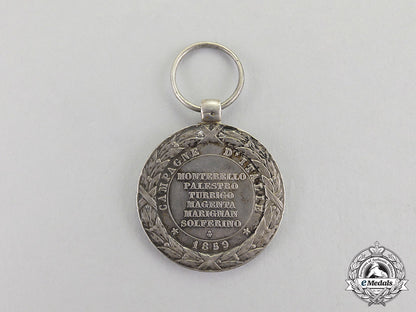 CAMPAGNE D'ITALIE
MONTEBELLO
PALESTRO
TURBIGO
MAGENTA
MARIGNAN
SOLFERINO
1859
eMedals